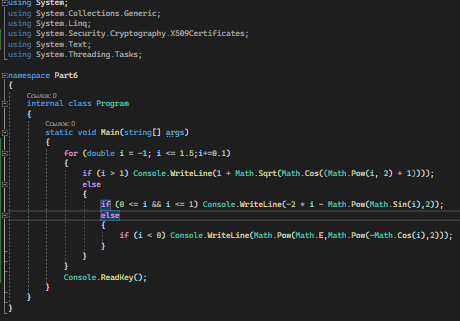 using System;
using System.Collections.Generic;
using System.Linq;
using System.Security.Cryptography.X509Certificates;
using System.Text;
using System.Threading.Tasks;
namespace Part6
{
internal class Program
{
Ссылок: 0
static void Main(string[] args)
{
for (double i = -1; i <= 1.5;i+=0.1)
{
if (i > 1) Console.WriteLine(1 + Math.Sqrt(Math.Cos((Math.Pow(i, 2) + 1))));
else
{
if (0 <= i && i <= 1) Console.WriteLine(-2 * i - Math.Pow(Math.Sin(i),2));
else
{
if (i < 0) Console.WriteLine(Math.Pow(Math.E,Math.Pow(-Math.Cos(i),2)));
}
}
}
Console.ReadKey();
}
}
}